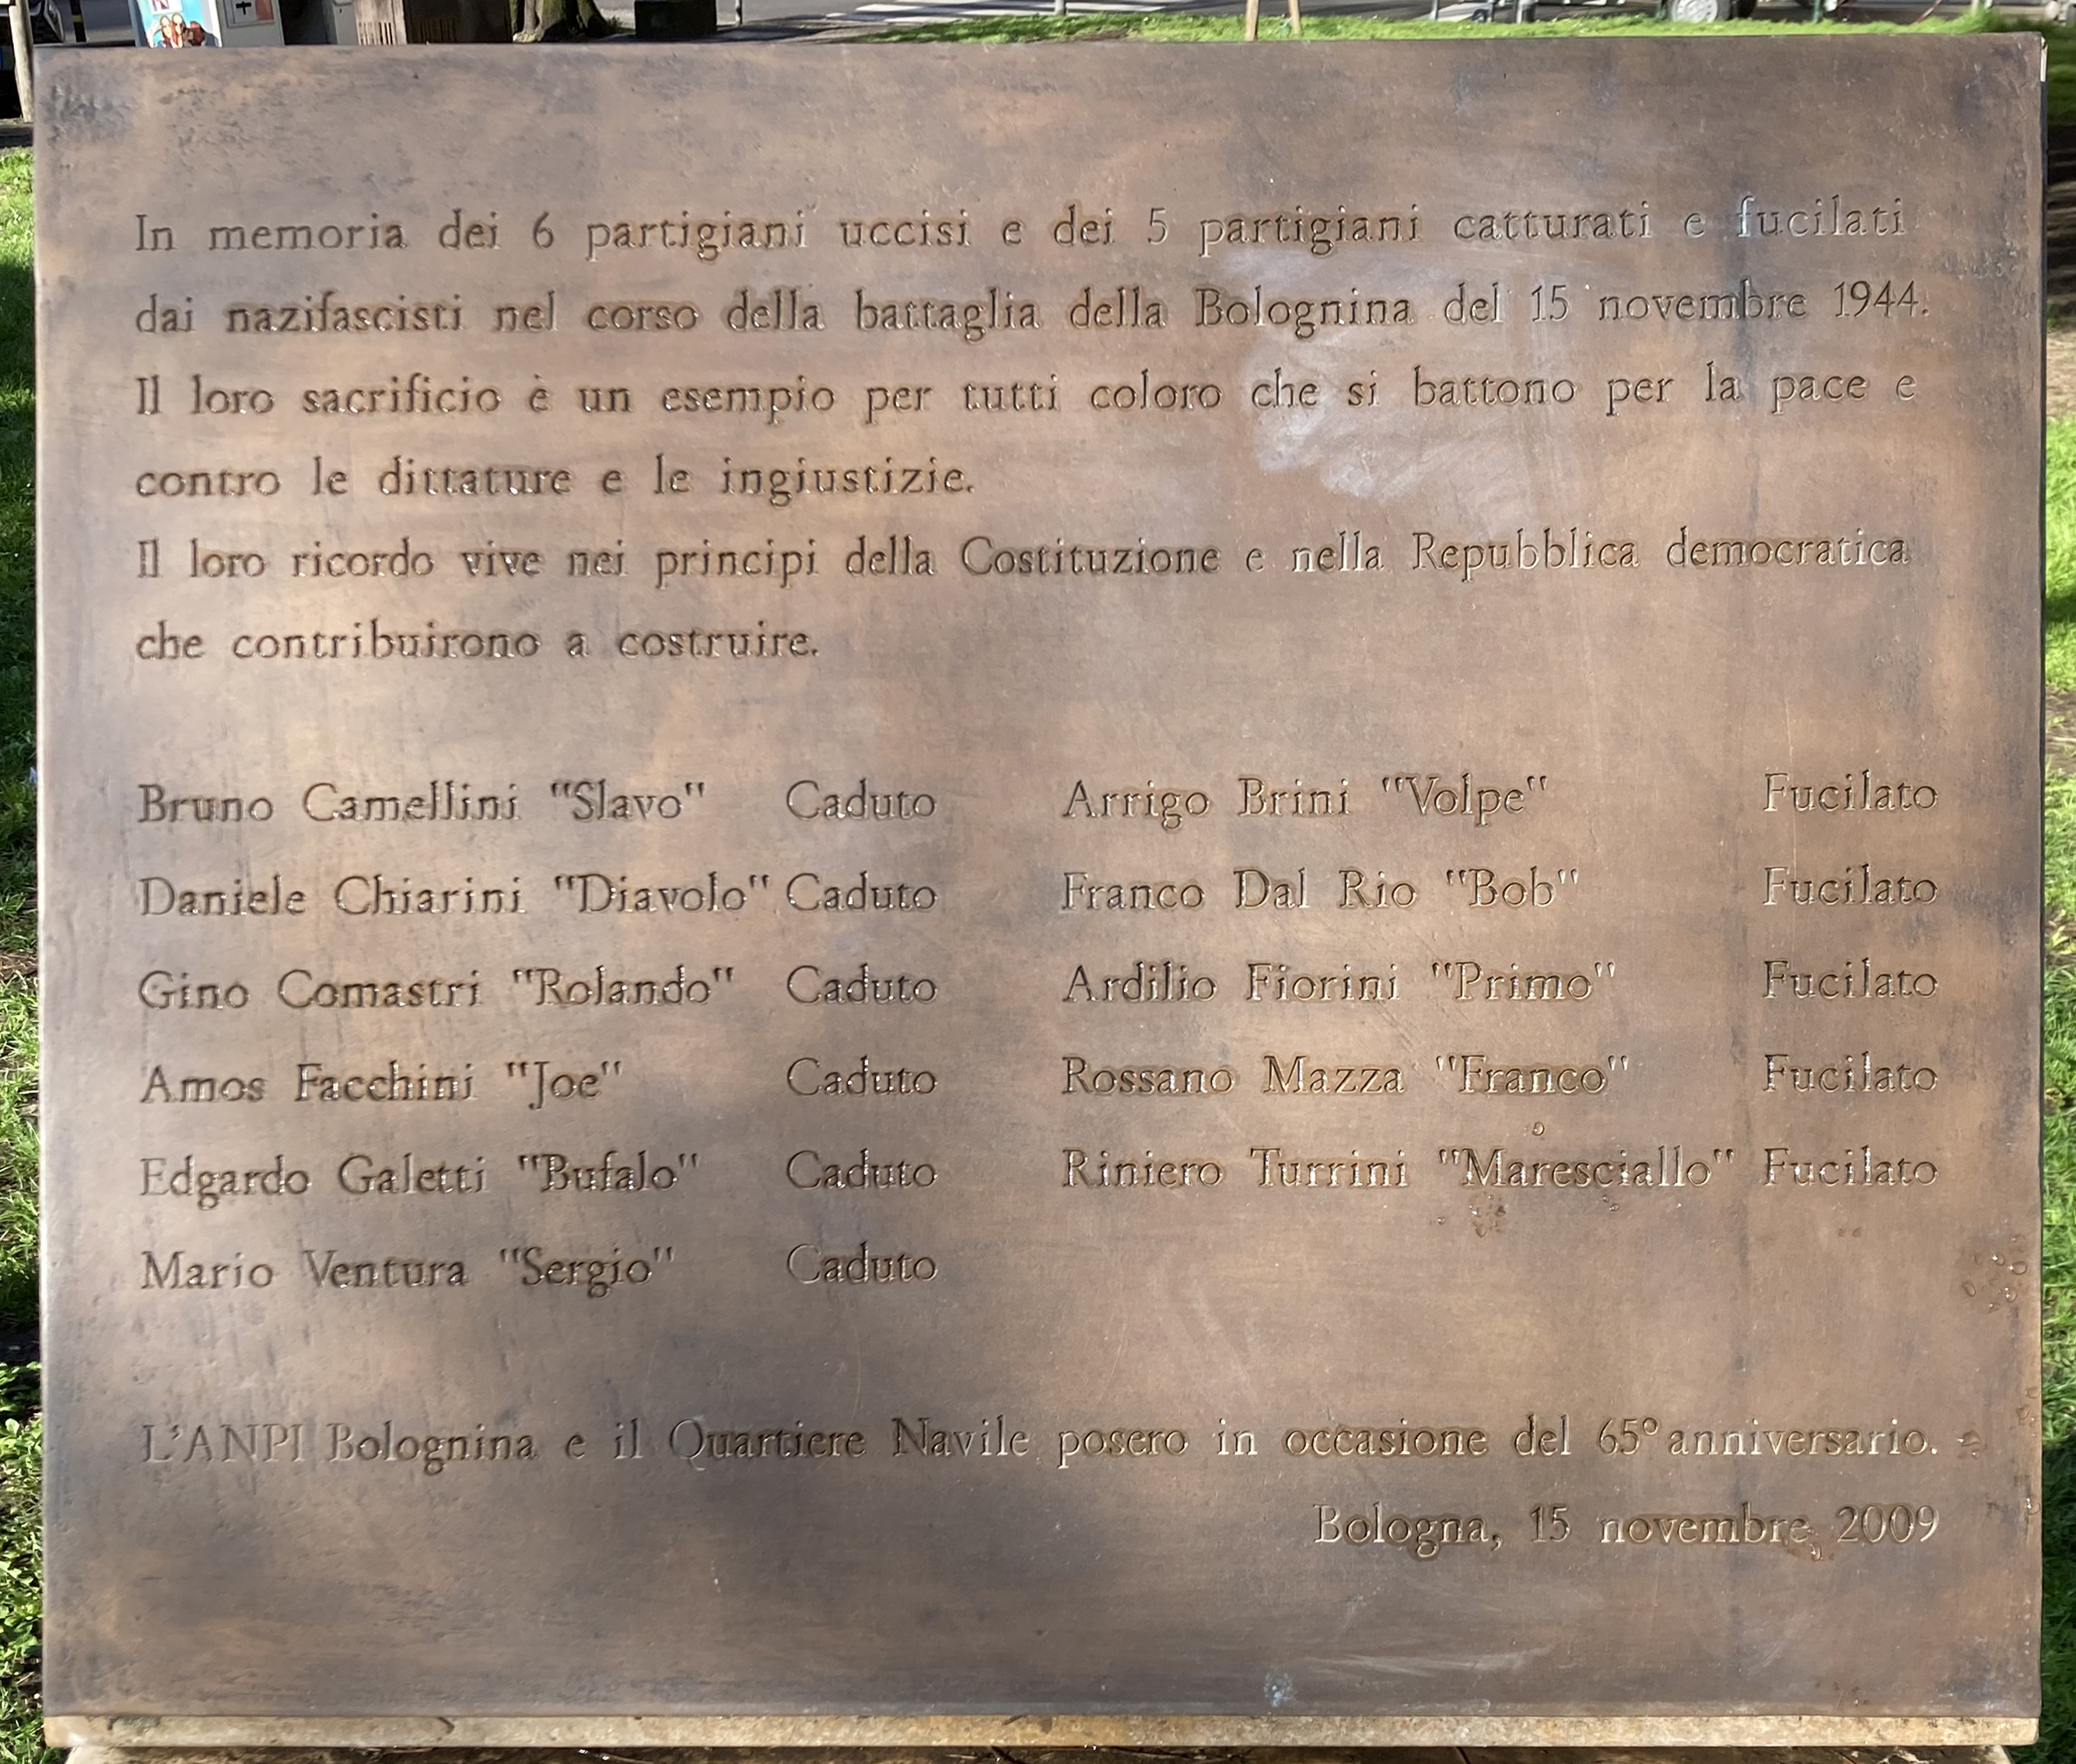 In memoria dei 6 partigiani uccisi e dei 5 partigiani catturati e fucilati
dai nazifascisti nel corso della battaglia della Bolognina del 15 novembre 1944.
Il loro sacrificio è un esempio per tutti coloro che si battono per la pace e
contro le dittature e le ingiustizie.
Il loro ricordo vive nei principi della Costituzione e nella Repubblica democratica
che contribuirono a costruire.
Bruno Camellini "Slavo" Caduto Arrigo Brini "Volpe" Fucilato
Daniele Chiarini "Diavolo" Caduto Franco Dal Rio "Bob" Fucilato
Gino Comastri "Rolando" Caduto Ardilio Fiorini "Primo" Fucilato
Amos Facchini "Joe" Caduto Rossano Mazza "Franco" Fucilato
Edgardo Galetti "Bufalo" Caduto Riniero Turrini "Maresciallo" Fucilato
Mario Ventura "Sergio" Caduto
L'ANPI Bolognina e il Quartiere Navile posero in occasione del 65° anniversario.
Bologna, 15 novembre 2009